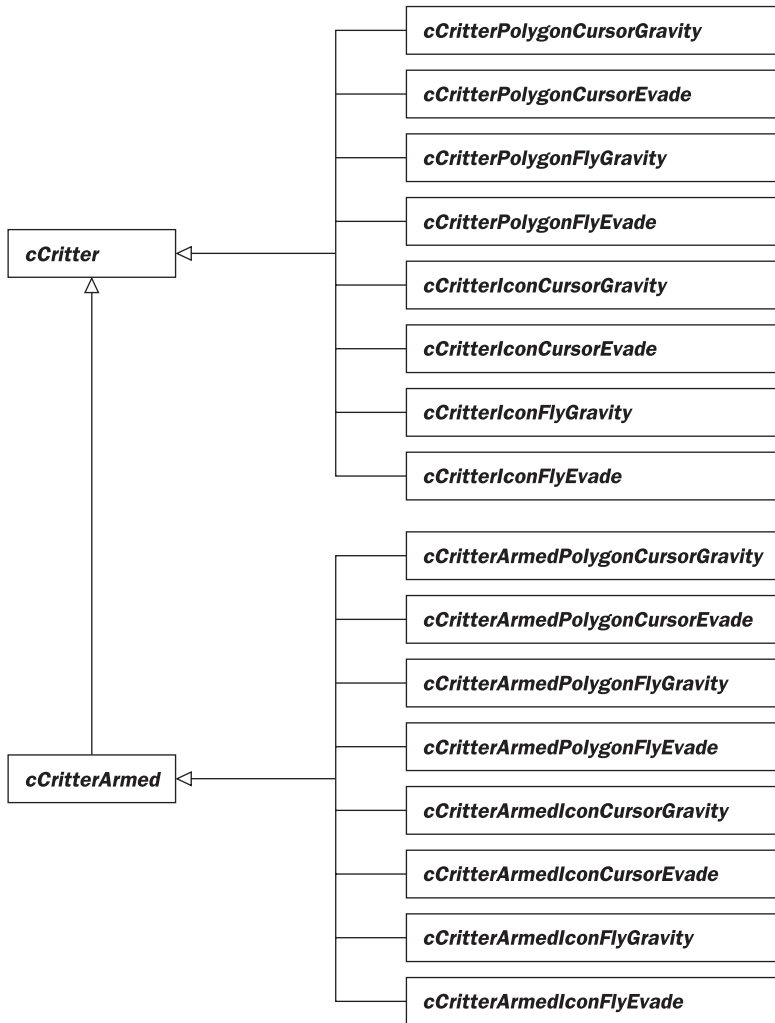 cCritterPolygonCursorGravity
cCritterPolygonCursorEvade
cCritterPolygonFlyGravity
cCritterPolygonFlyEvade
cCritter
cCritterIconCursorGravity
cCritterIconCursorEvade
cCritterIconFlyGravity
cCritterIconFlyEvade
cCritterArmedPolygonCursorGravity
cCritterArmedPolygonCursorEvade
cCritterArmedPolygonFlyGravity
cCritterArmedPolygonFlyEvade
cCritterArmed
cCritterArmedIconCursorGravity
cCritterArmedIconCursorEvade
cCritterArmedIconFlyGravity
cCritterArmedIconFlyEvade